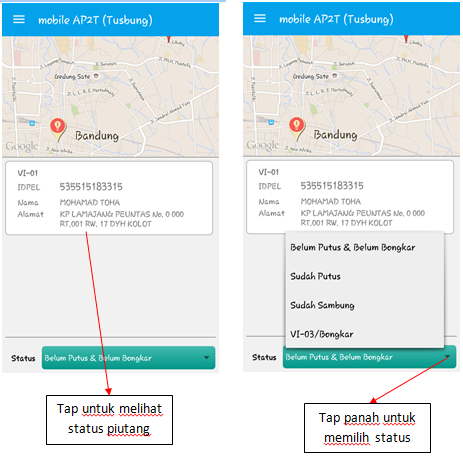 mobile AP2T (Tusbung)
Gedung Sate
Bandung
Google
VI-01
IDPEL 535515183315
Nama MOHAMAD TOHA
Alamat KP LAMAJANG PEUNTAS No. 0 000
RT.001 RW. 17 DYH KOLOT
Status Belum Putus & Belum Bongkar
Tap untuk melihat
status piutang
mobile AP2T (Tusbung)
Gedung Sate
Bandung
Google
VI-01
IDPEL 535515183315
Nama MOHAMAD TOHA
Alamat KP LAMAJANG PEUNTAS No. 0 000
RT.001 RW. 17 DYH KOLOT
Belum Putus & Belum Bongkar
Sudah Putus
Sudah Sambung
VI-03/Bongkar
Status Belum Putus & Belum Bongkar
Tap panah untuk
memilih status